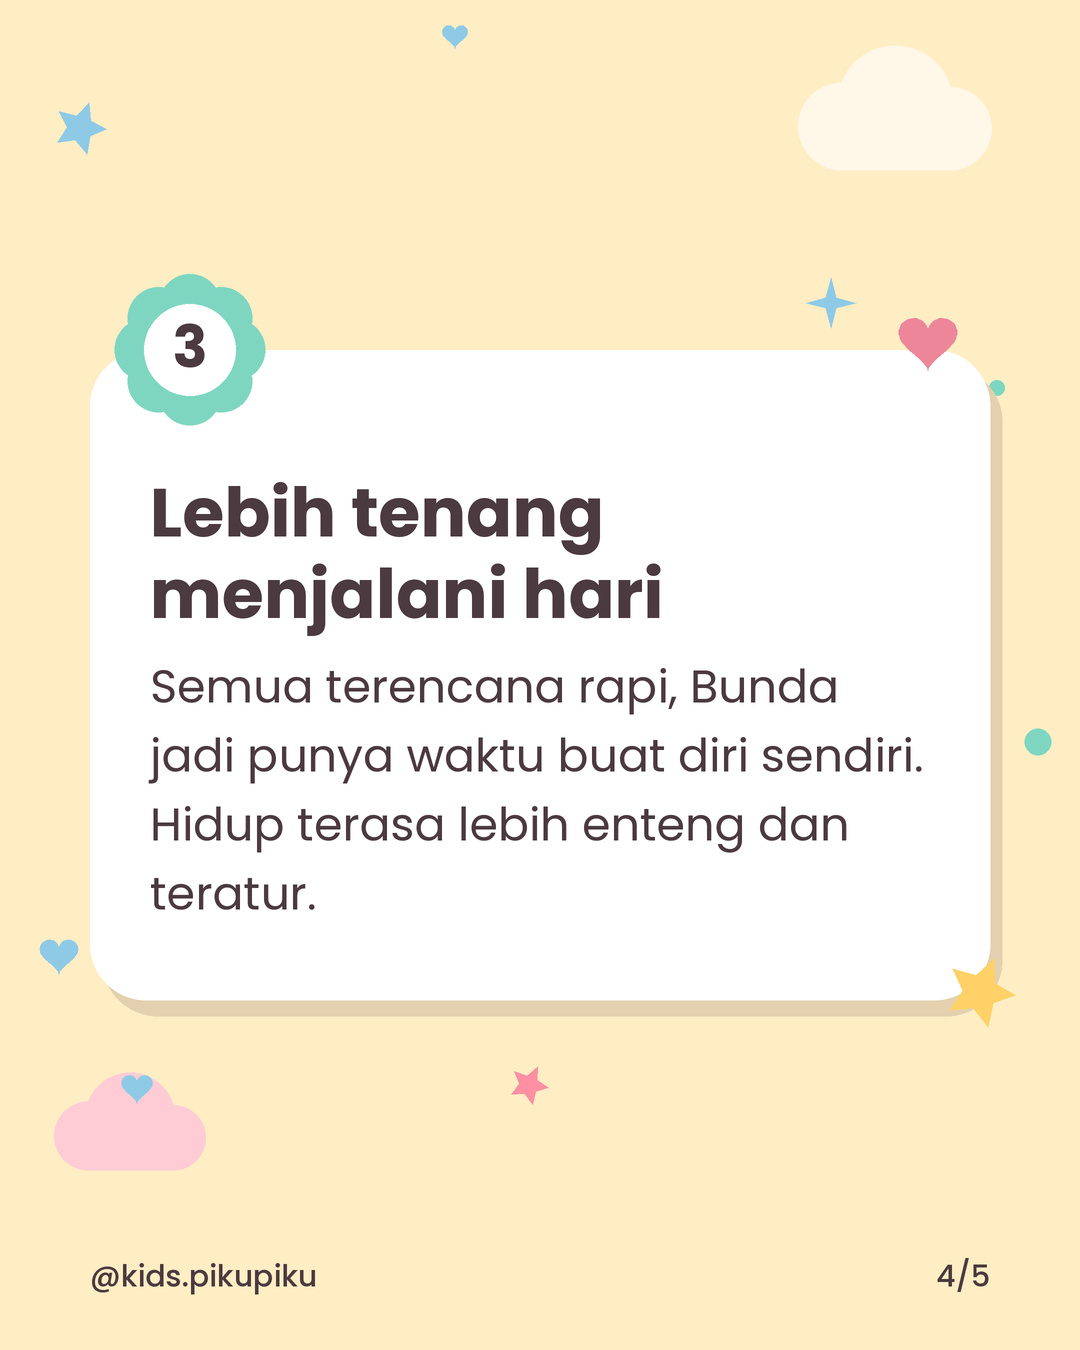 3
Lebih tenang
menjalani hari
Semua terencana rapi, Bunda
jadi punya waktu buat diri sendiri.
Hidup terasa lebih enteng dan
teratur.
@kids.pikupiku
4/5